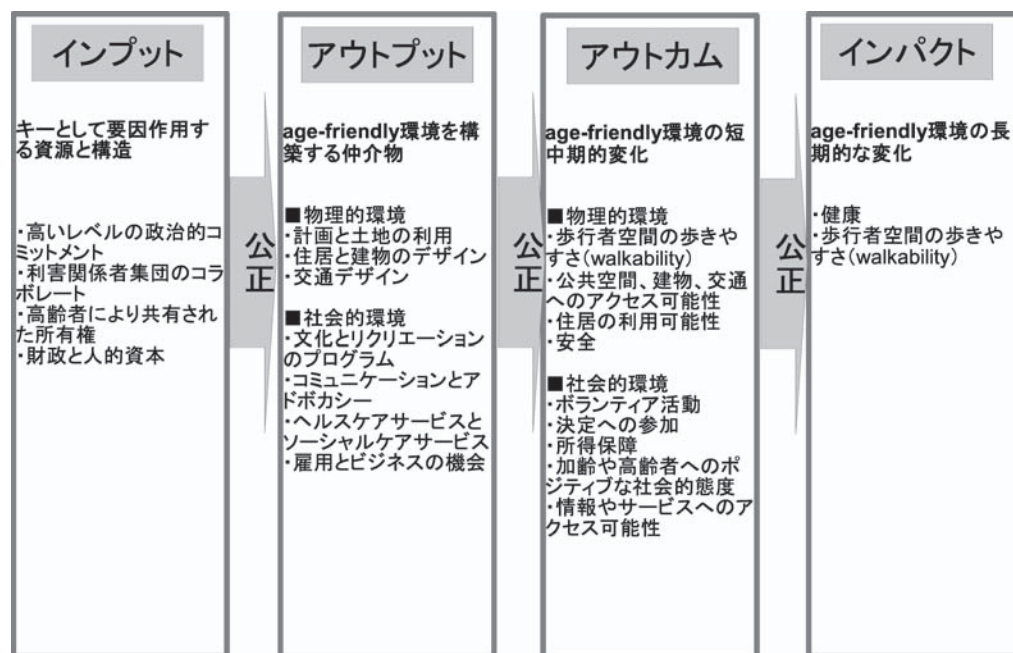 インプット
キーとして要因作用す
る資源と構造
・高いレベルの政治的コ
ミットメント
・利害関係者集団のコラ
ボレート
・高齢者により共有され
た所有権
・財政と人的資本
公正
アウトプット
age-friendly環境を構
築する仲介物
■物理的環境
・計画と土地の利用
・住居と建物のデザイン
・交通デザイン
■社会的環境
・文化とリクリエーション
のプログラム
・コミュニケーションとア
ドボカシー
・ヘルスケアサービスと
ソーシャルケアサービス
・雇用とビジネスの機会
公正
アウトカム
age-friendly環境の短
中期的変化
■物理的環境
・歩行者空間の歩きや
すさ(walkability)
・公共空間、建物、交通
へのアクセス可能性
・住居の利用可能性
・安全
■社会的環境
・ボランティア活動
・決定への参加
・所得保障
・加齢や高齢者へのポ
ジティブな社会的態度
・情報やサービスへのア
クセス可能性
公正
インパクト
age-friendly環境の長
期的な変化
・健康
・歩行者空間の歩きや
すさ(walkability)